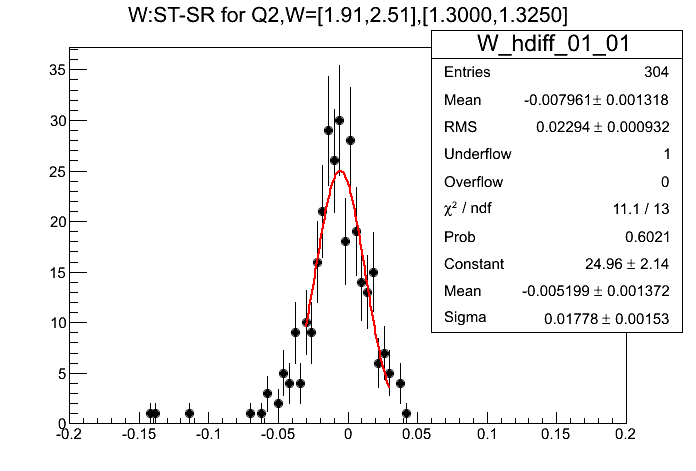 W:ST-SR for Q2,W=[1.91,2.51],[1.3000,1.3250]
W_hdiff_01_01
Entries 304
Mean -0.007961 ± 0.001318
RMS 0.02294 ± 0.000932
Underflow 1
Overflow 0
χ² / ndf 11.1 / 13
Prob 0.6021
Constant 24.96 ± 2.14
Mean -0.005199 ± 0.001372
Sigma 0.01778 ± 0.00153
35
30
25
20
15
10
5
0
-0.2 -0.15 -0.1 -0.05 0 0.05 0.1 0.15 0.2